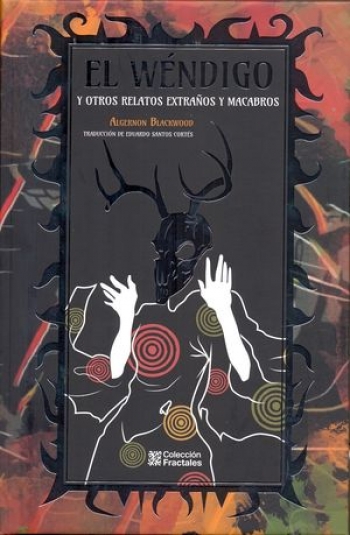 EL WÉNDIGO
Y OTROS RELATOS EXTRAÑOS Y MACABROS
ALGERNON BLACKWOOD
TRADUCCIÓN DE EDUARDO SANTOS CORTÉS
Colección
Fractales